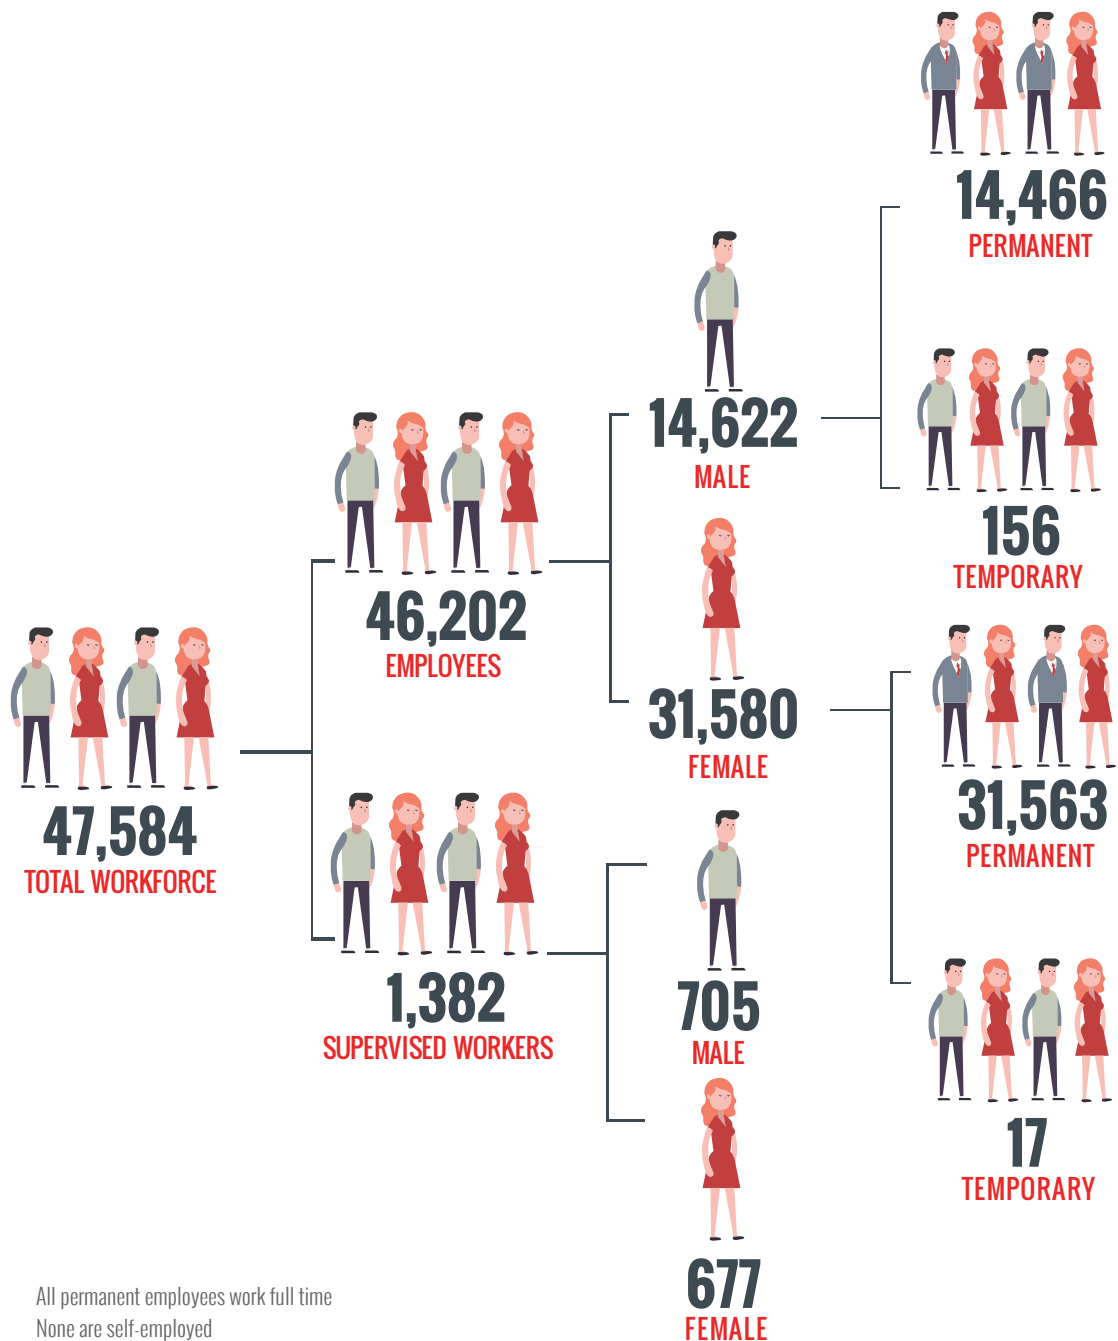 14,466
PERMANENT
14,622
MALE
156
TEMPORARY
46,202
EMPLOYEES
31,580
FEMALE
47,584
TOTAL WORKFORCE
31,563
PERMANENT
1,382
SUPERVISED WORKERS
705
MALE
17
TEMPORARY
677
FEMALE
All permanent employees work full time
None are self-employed